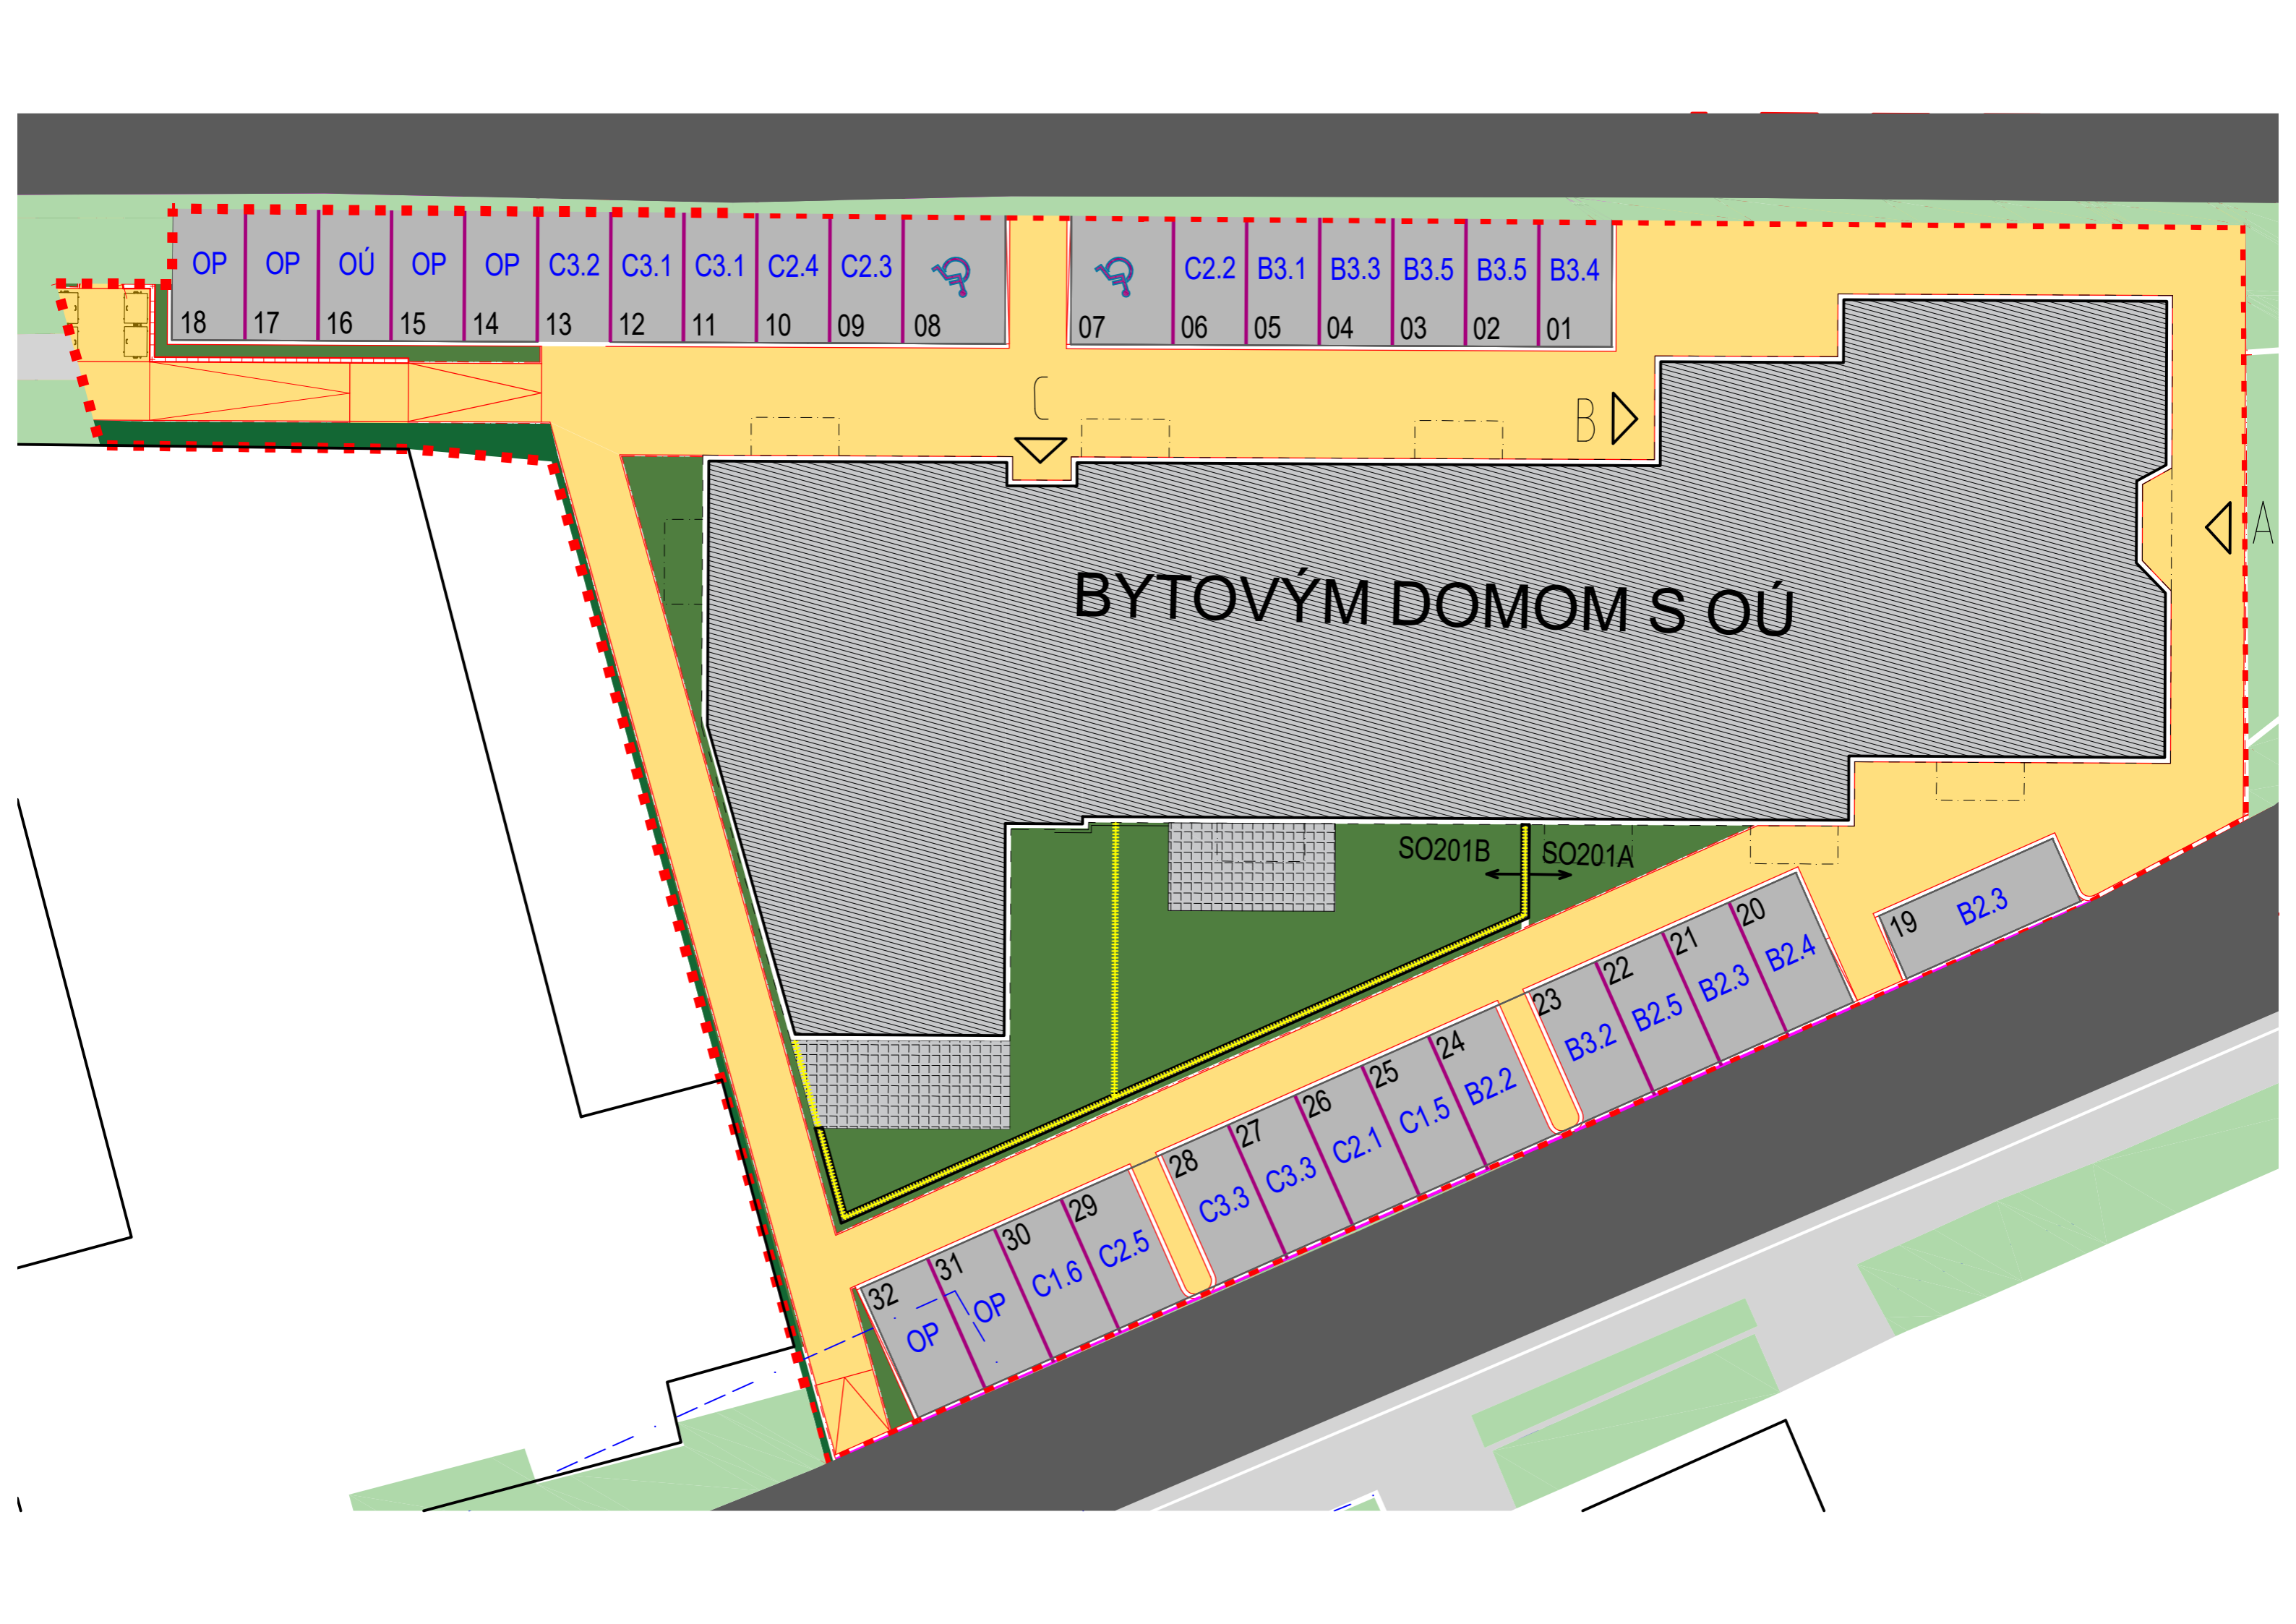 OP OP OÚ OP OP C3.2 C3.1 C3.1 C2.4 C2.3 C2.2 B3.1 B3.3 B3.5 B3.5 B3.4
18 17 16 15 14 13 12 11 10 09 08 07 06 05 04 03 02 01
C
B
A
BYTOVÝM DOMOM S OÚ
SO201B SO201A
19 B2.3
20 B2.4
21 B2.3
22 B2.5
23 B3.2
24 B2.2
25 C1.5
26 C2.1
27 C3.3
28 C3.3
29 C2.5
30 C1.6
31 OP
32 OP